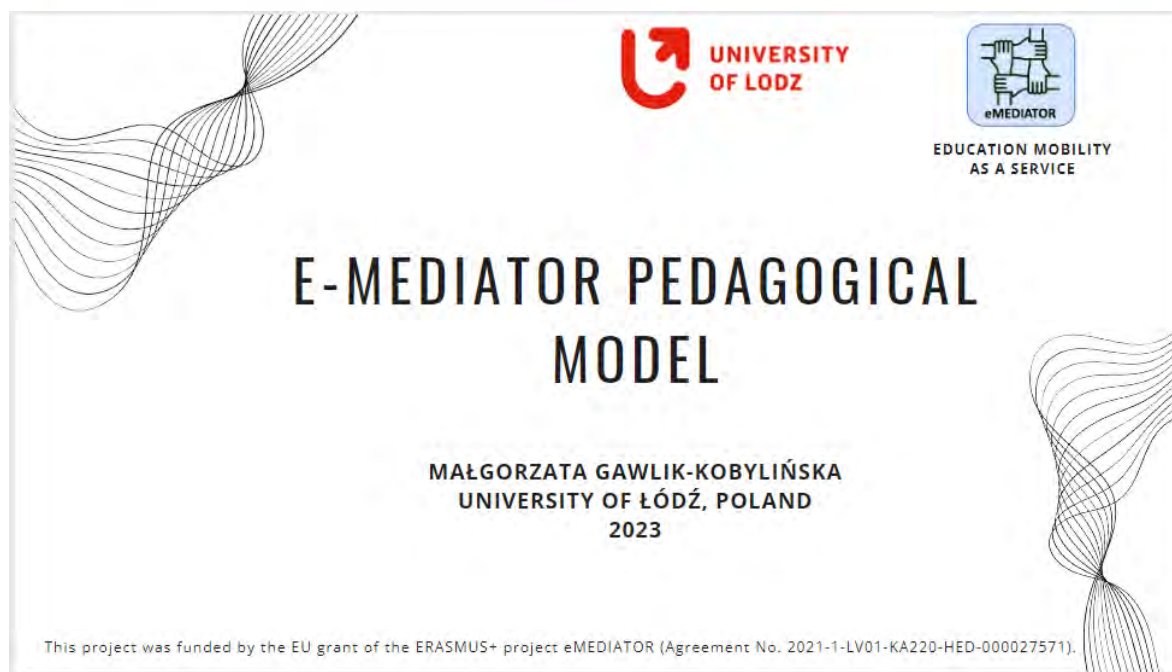 UNIVERSITY
OF LODZ
eMEDIATOR
EDUCATION MOBILITY
AS A SERVICE
E-MEDIATOR PEDAGOGICAL
MODEL
MAŁGORZATA GAWLIK-KOBYLIŃSKA
UNIVERSITY OF ŁÓDŹ, POLAND
2023
This project was funded by the EU grant of the ERASMUS+ project eMEDIATOR (Agreement No. 2021-1-LV01-KA220-HED-000027571).